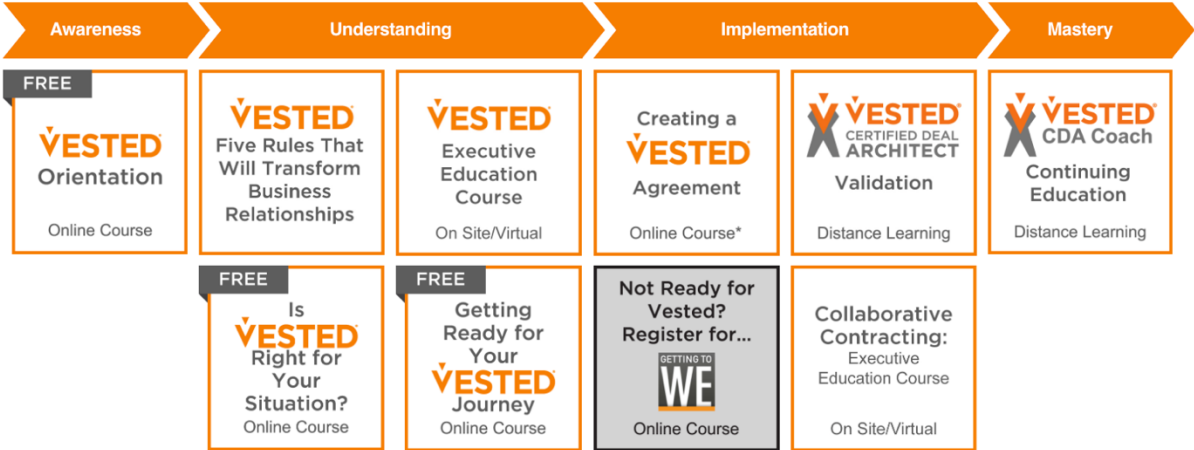 Awareness
Understanding
Implementation
Mastery
FREE
VESTED®
Orientation
Online Course
VESTED®
Five Rules That
Will Transform
Business
Relationships
VESTED®
Executive
Education
Course
On Site/Virtual
Creating a
VESTED®
Agreement
Online Course*
VESTED®
CERTIFIED DEAL
ARCHITECT
Validation
Distance Learning
VESTED®
CDA Coach
Continuing
Education
Distance Learning
FREE
Is
VESTED®
Right for
Your
Situation?
Online Course
FREE
Getting
Ready for
Your
VESTED®
Journey
Online Course
Not Ready for
Vested?
Register for...
GETTING TO
WE
Online Course
Collaborative
Contracting:
Executive
Education Course
On Site/Virtual